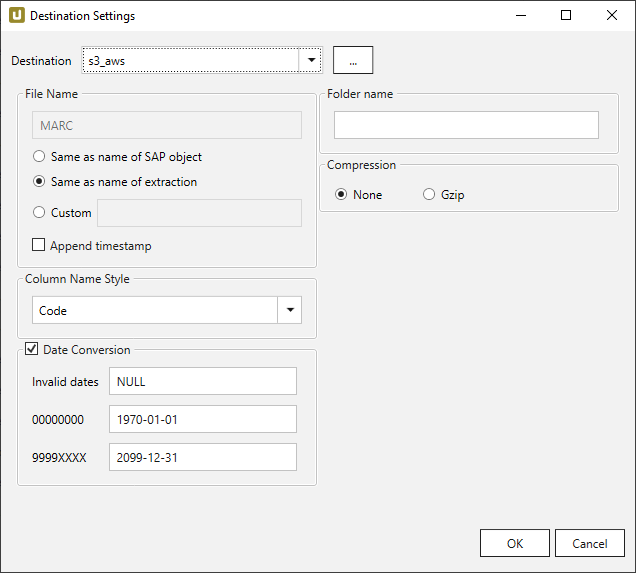 Destination Settings
Destination s3_aws ...
File Name
MARC
Same as name of SAP object
Same as name of extraction
Custom
Append timestamp
Column Name Style
Code
Date Conversion
Invalid dates NULL
00000000 1970-01-01
9999XXXX 2099-12-31
Folder name
Compression
None Gzip
OK Cancel